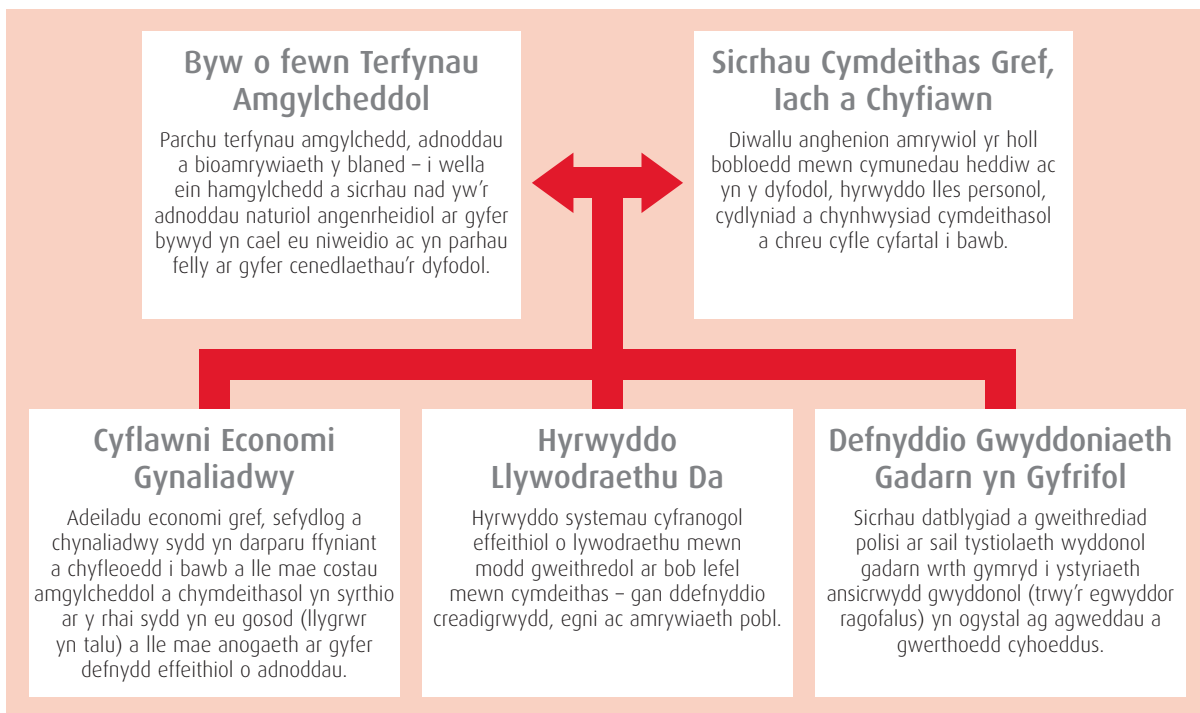 Byw o fewn Terfynau
Amgylcheddol
Parchu terfynau amgylchedd, adnoddau
a bioamrywiaeth y blaned – i wella
ein hamgylchedd a sicrhau nad yw’r
adnoddau naturiol angenrheidiol ar gyfer
bywyd yn cael eu niweidio ac yn parhau
felly ar gyfer cenedlaethau’r dyfodol.
Sicrhau Cymdeithas Gref,
Iach a Chyfiawn
Diwallu anghenion amrywiol yr holl
bobloedd mewn cymunedau heddiw ac
yn y dyfodol, hyrwyddo lles personol,
cydlyniad a chynhwysiad cymdeithasol
a chreu cyfle cyfartal i bawb.
Cyflawni Economi
Gynaliadwy
Adeiladu economi gref, sefydlog a
chynaliadwy sydd yn darparu ffyniant
a chyfleoedd i bawb a lle mae costau
amgylcheddol a chymdeithasol yn syrthio
ar y rhai sydd yn eu gosod (llygrwr
yn talu) a lle mae anogaeth ar gyfer
defnydd effeithiol o adnoddau.
Hyrwyddo
Llywodraethu Da
Hyrwyddo systemau cyfranogol
effeithiol o lywodraethu mewn
modd gweithredol ar bob lefel
mewn cymdeithas – gan ddefnyddio
creadigrwydd, egni ac amrywiaeth pobl.
Defnyddio Gwyddoniaeth
Gadarn yn Gyfrifol
Sicrhau datblygiad a gweithrediad
polisi ar sail tystiolaeth wyddonol
gadarn wrth gymryd i ystyriaeth
ansicrwydd gwyddonol (trwy’r egwyddor
ragofalus) yn ogystal ag agweddau a
gwerthoedd cyhoeddus.